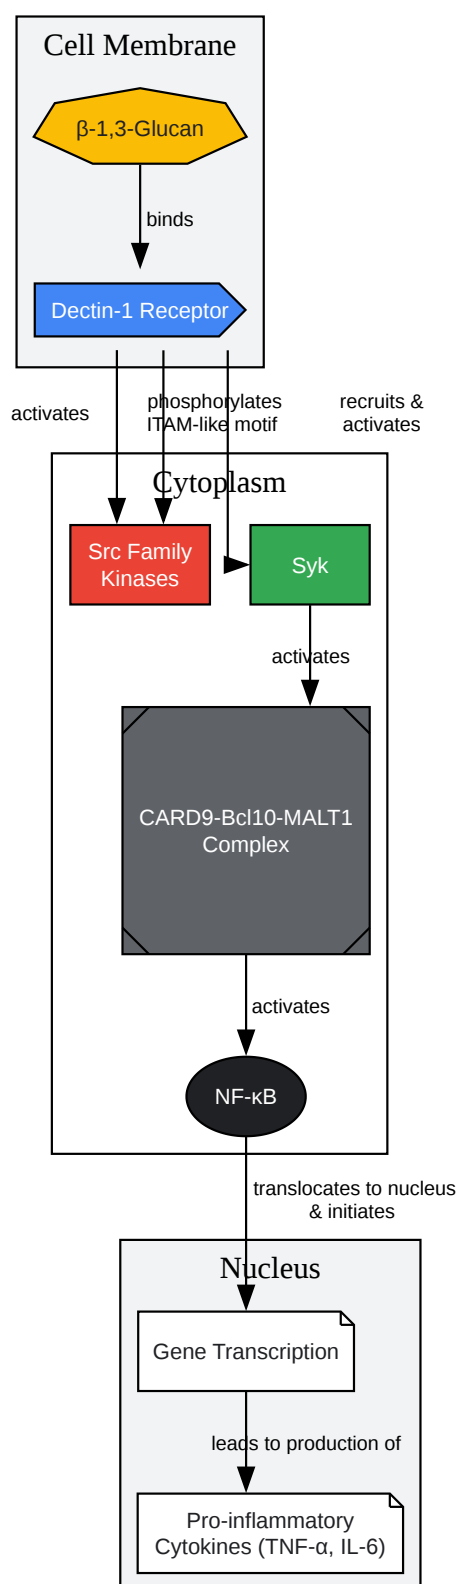 Cell Membrane
β-1,3-Glucan
binds
Dectin-1 Receptor
activates
phosphorylates
ITAM-like motif
recruits &
activates
Cytoplasm
Src Family
Kinases
Syk
activates
CARD9-Bcl10-MALT1
Complex
activates
NF-κB
translocates to nucleus
& initiates
Nucleus
Gene Transcription
leads to production of
Pro-inflammatory
Cytokines (TNF-α, IL-6)